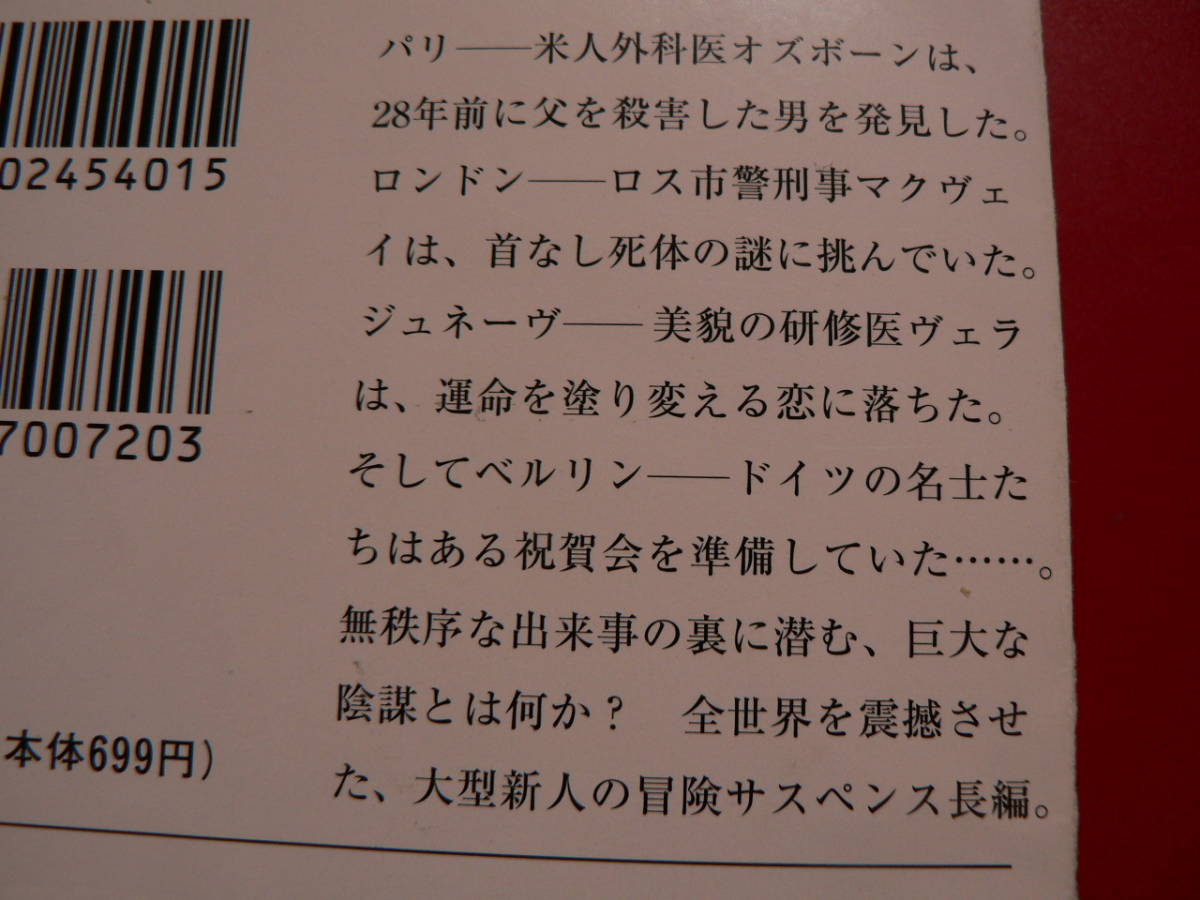 02454015
7007203
本体699円)
パリ――米人外科医オズボーンは、
28年前に父を殺害した男を発見した。
ロンドン――ロス市警刑事マクヴェ
イは、首なし死体の謎に挑んでいた。
ジュネーヴ――美貌の研修医ヴェラ
は、運命を塗り変える恋に落ちた。
そしてベルリン――ドイツの名士た
ちはある祝賀会を準備していた……。
無秩序な出来事の裏に潜む、巨大な
陰謀とは何か?　全世界を震撼させ
た、大型新人の冒険サスペンス長編。